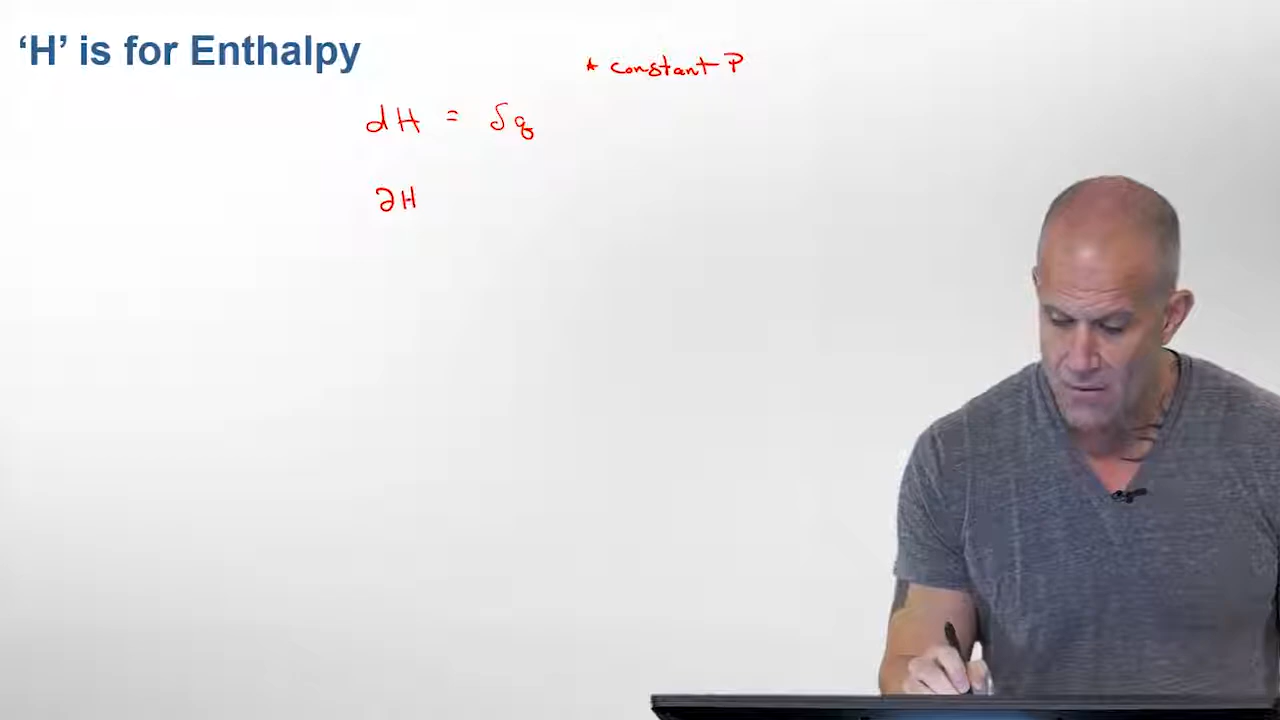 ‘H’ is for Enthalpy
* constant P
dH = δq
∂H